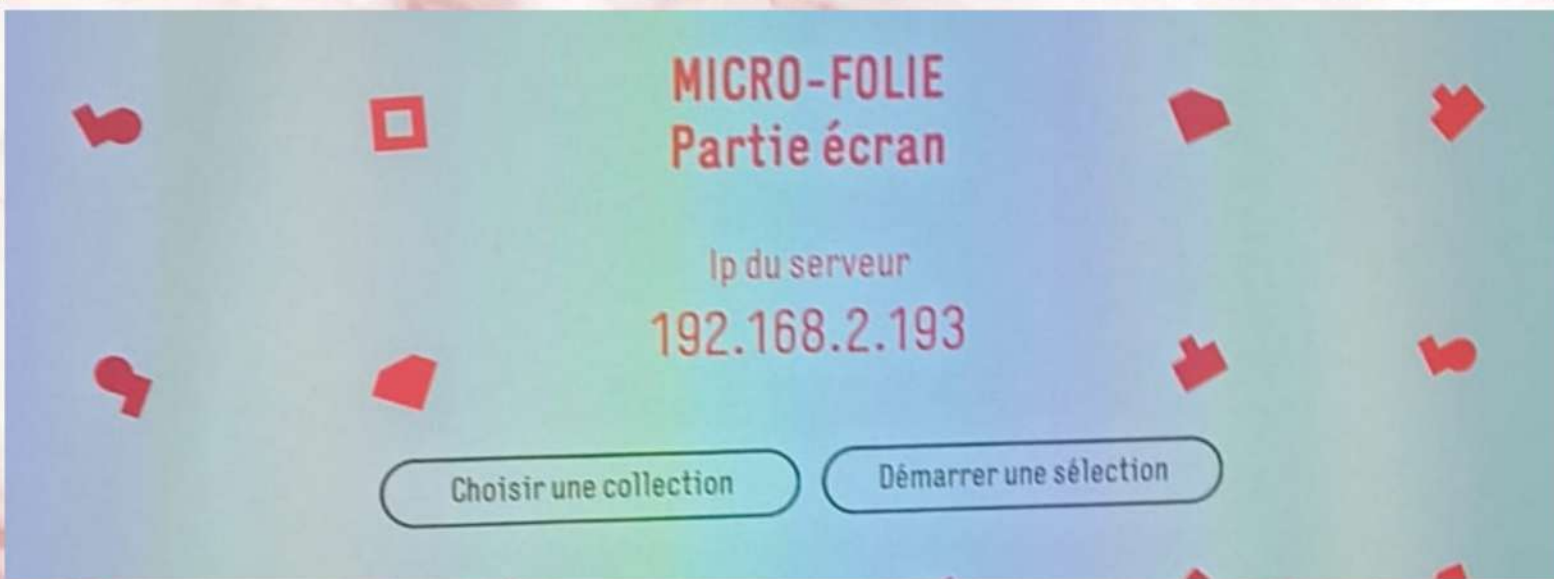 MICRO-FOLIE
Partie écran
Ip du serveur
192.168.2.193
Choisir une collection
Démarrer une sélection